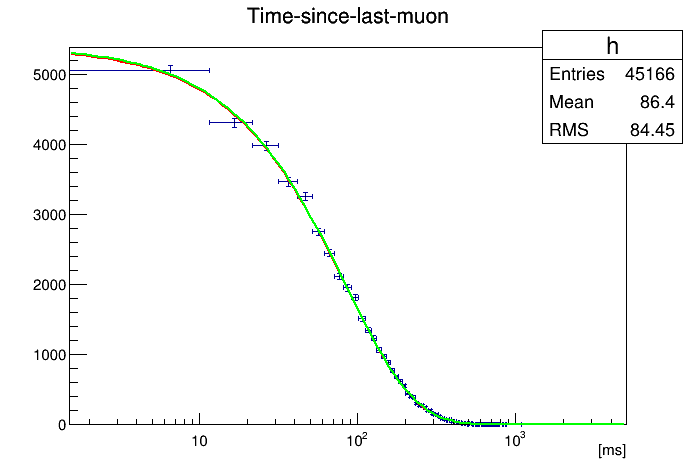 Time-since-last-muon
h
Entries 45166
Mean 86.4
RMS 84.45
5000
4000
3000
2000
1000
0
10 10² 10³
[ms]